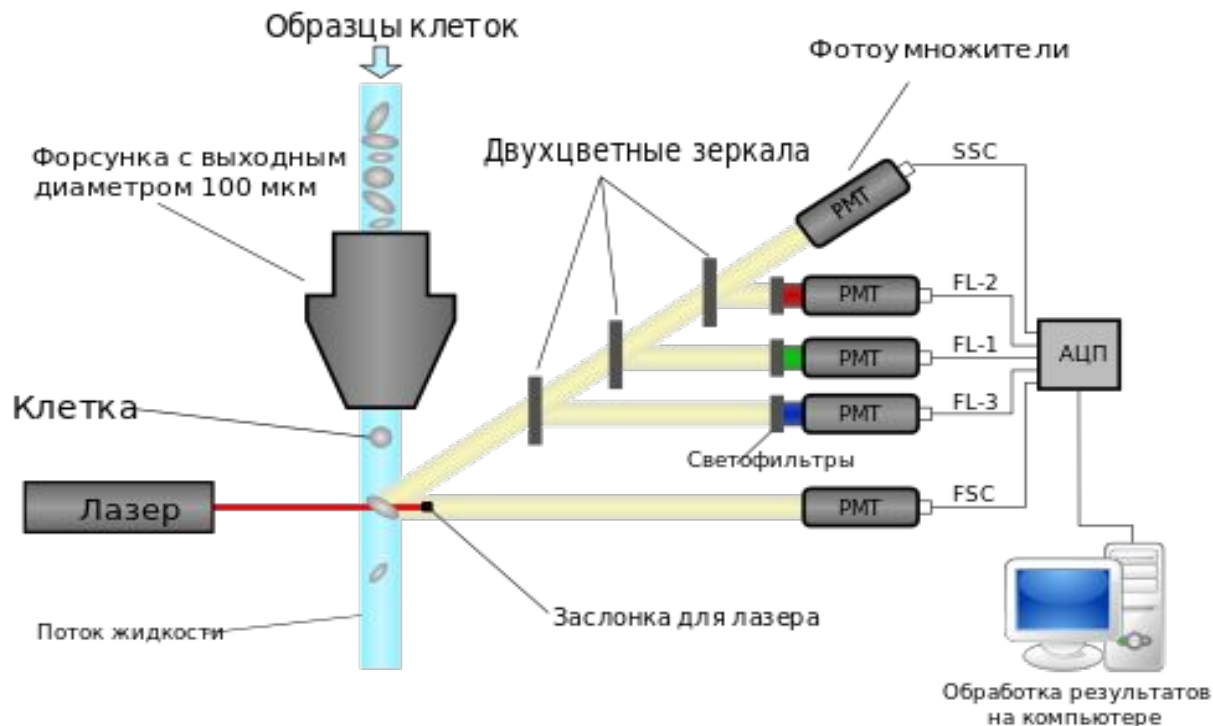 Образцы клеток
Фотоумножители
Форсунка с выходным
диаметром 100 мкм
Двухцветные зеркала
SSC
PMT
FL-2
PMT
FL-1
PMT
АЦП
FL-3
PMT
Клетка
Светофильтры
Лазер
FSC
PMT
Заслонка для лазера
Поток жидкости
Обработка результатов
на компьютере